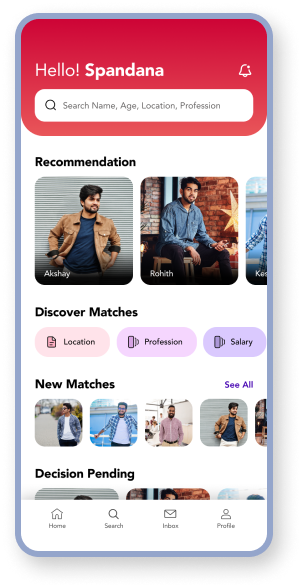 Hello! Spandana
Search Name, Age, Location, Profession
Recommendation
Akshay
Rohith
Kes
Discover Matches
Location
Profession
Salary
New Matches
See All
Decision Pending
Home
Search
Inbox
Profile